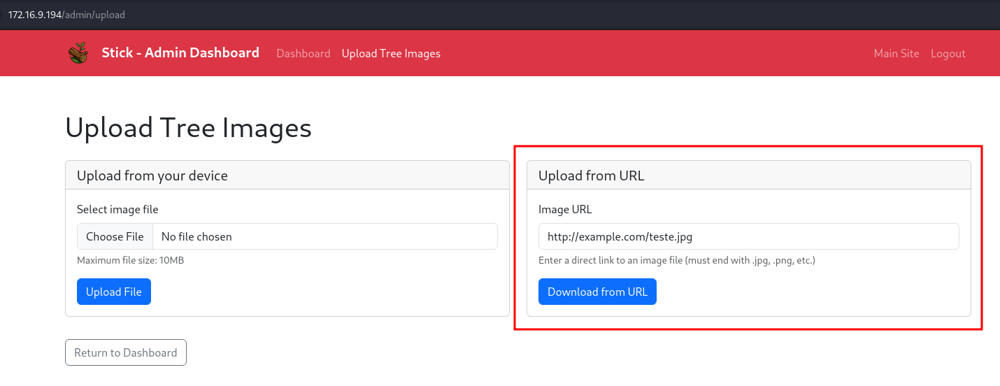 172.16.9.194/admin/upload
Stick - Admin Dashboard Dashboard Upload Tree Images Main Site Logout
Upload Tree Images
Upload from your device
Select image file
Choose File No file chosen
Maximum file size: 10MB
Upload File
Upload from URL
Image URL
http://example.com/teste.jpg
Enter a direct link to an image file (must end with .jpg, .png, etc.)
Download from URL
Return to Dashboard